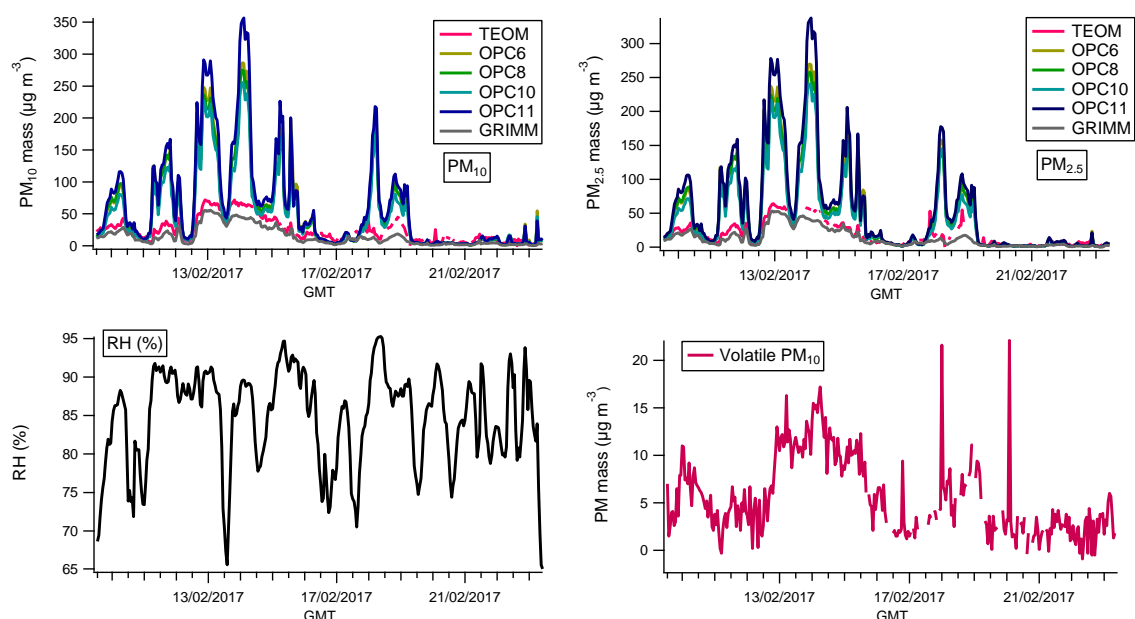 PM10 mass (µg m-3)
350
300
250
200
150
100
50
0
TEOM
OPC6
OPC8
OPC10
OPC11
GRIMM
PM10
13/02/2017
17/02/2017
21/02/2017
GMT
PM2.5 mass (µg m-3)
300
250
200
150
100
50
0
TEOM
OPC6
OPC8
OPC10
OPC11
GRIMM
PM2.5
13/02/2017
17/02/2017
21/02/2017
GMT
RH (%)
95
90
85
80
75
70
65
RH (%)
13/02/2017
17/02/2017
21/02/2017
GMT
PM mass (µg m-3)
20
15
10
5
0
Volatile PM10
13/02/2017
17/02/2017
21/02/2017
GMT